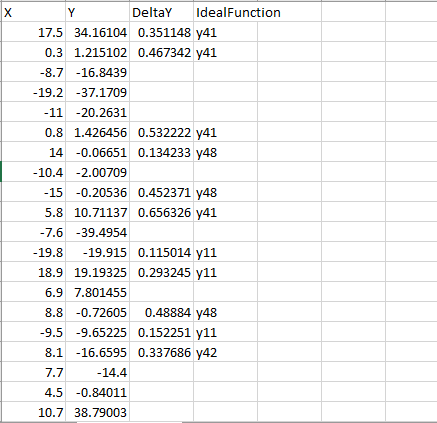 X Y DeltaY IdealFunction
17.5 34.16104 0.351148 y41
0.3 1.215102 0.467342 y41
-8.7 -16.8439
-19.2 -37.1709
-11 -20.2631
0.8 1.426456 0.532222 y41
14 -0.06651 0.134233 y48
-10.4 -2.00709
-15 -0.20536 0.452371 y48
5.8 10.71137 0.656326 y41
-7.6 -39.4954
-19.8 -19.915 0.115014 y11
18.9 19.19325 0.293245 y11
6.9 7.801455
8.8 -0.72605 0.48884 y48
-9.5 -9.65225 0.152251 y11
8.1 -16.6595 0.337686 y42
7.7 -14.4
4.5 -0.84011
10.7 38.79003